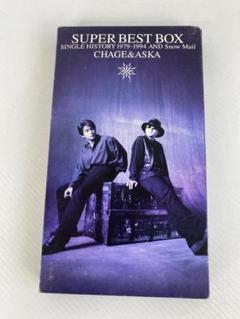 SUPER BEST BOX
SINGLE HISTORY 1979-1994 AND Snow Mail
CHAGE&ASKA